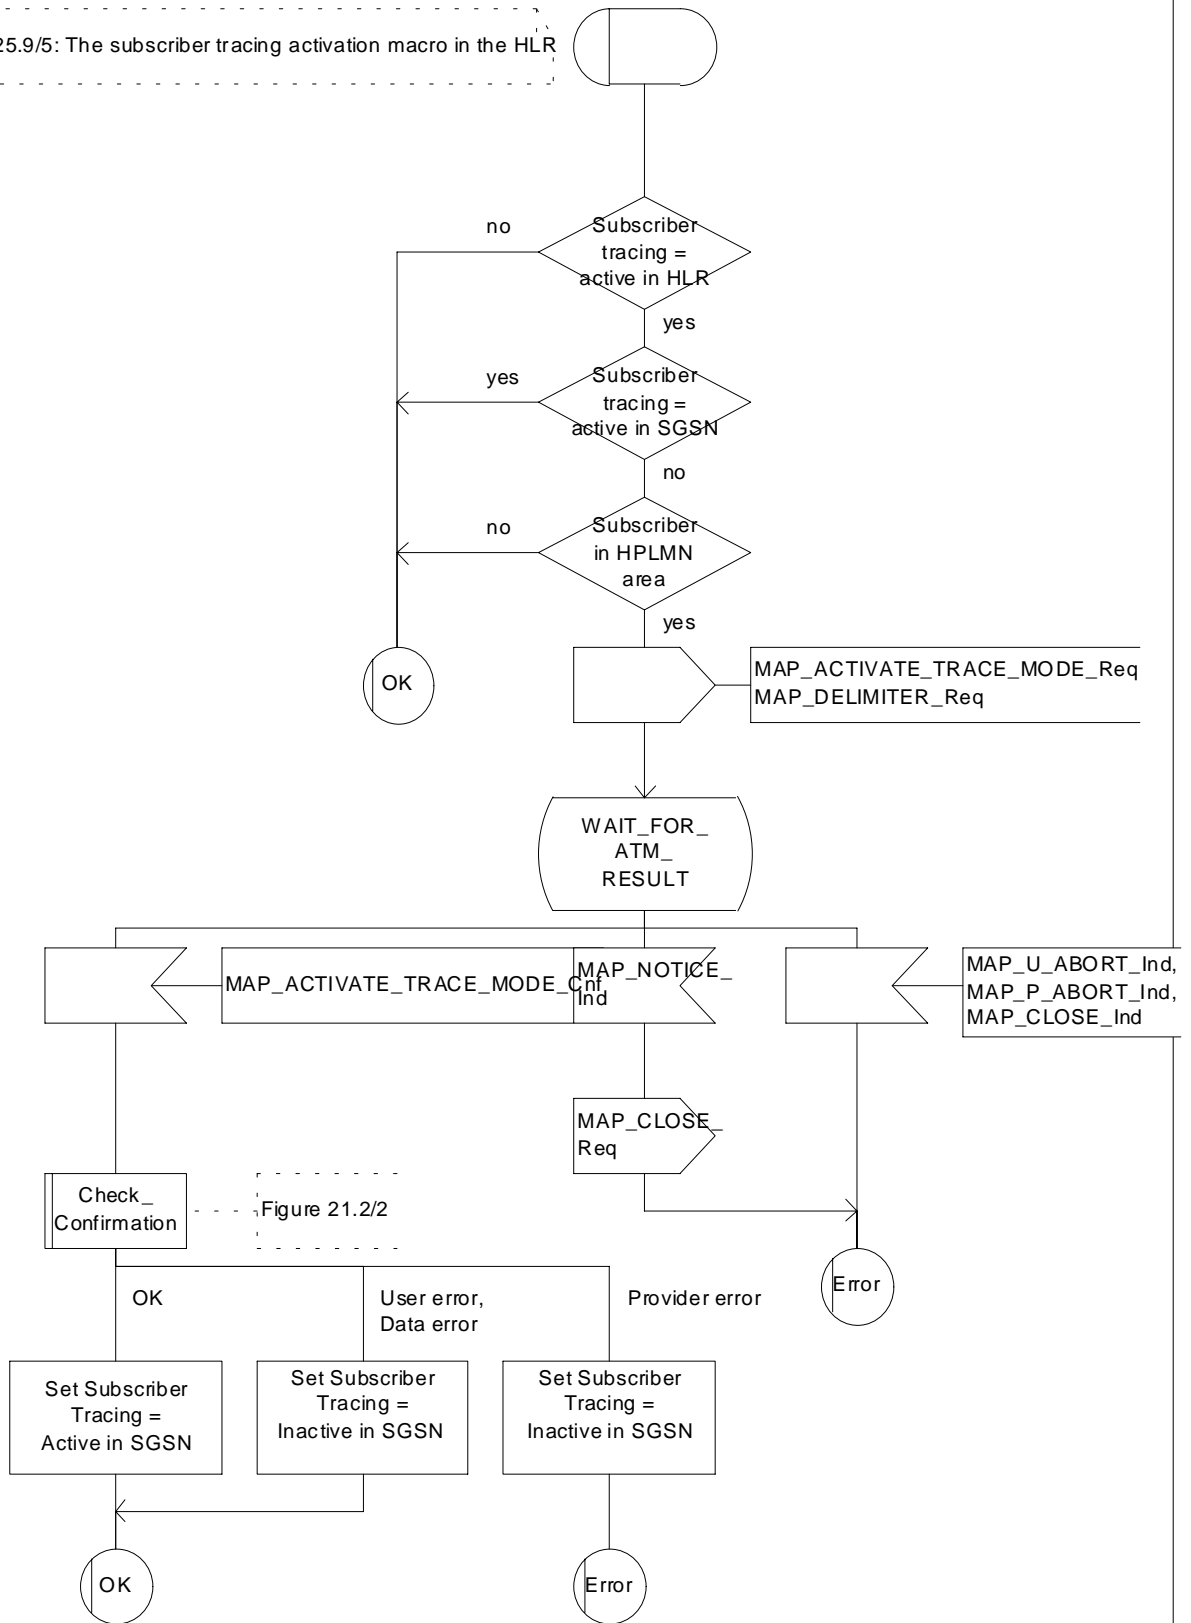 25.9/5: The subscriber tracing activation macro in the HLR
no
Subscriber
tracing =
active in HLR
yes
yes
Subscriber
tracing =
active in SGSN
no
no
Subscriber
in HPLMN
area
yes
OK
MAP_ACTIVATE_TRACE_MODE_Req
MAP_DELIMITER_Req
WAIT_FOR_
ATM_
RESULT
MAP_ACTIVATE_TRACE_MODE_Cnf
MAP_NOTICE_
Ind
MAP_U_ABORT_Ind,
MAP_P_ABORT_Ind,
MAP_CLOSE_Ind
MAP_CLOSE_
Req
Check_
Confirmation
Figure 21.2/2
Error
OK
User error,
Data error
Provider error
Set Subscriber
Tracing =
Active in SGSN
Set Subscriber
Tracing =
Inactive in SGSN
Set Subscriber
Tracing =
Inactive in SGSN
OK
Error